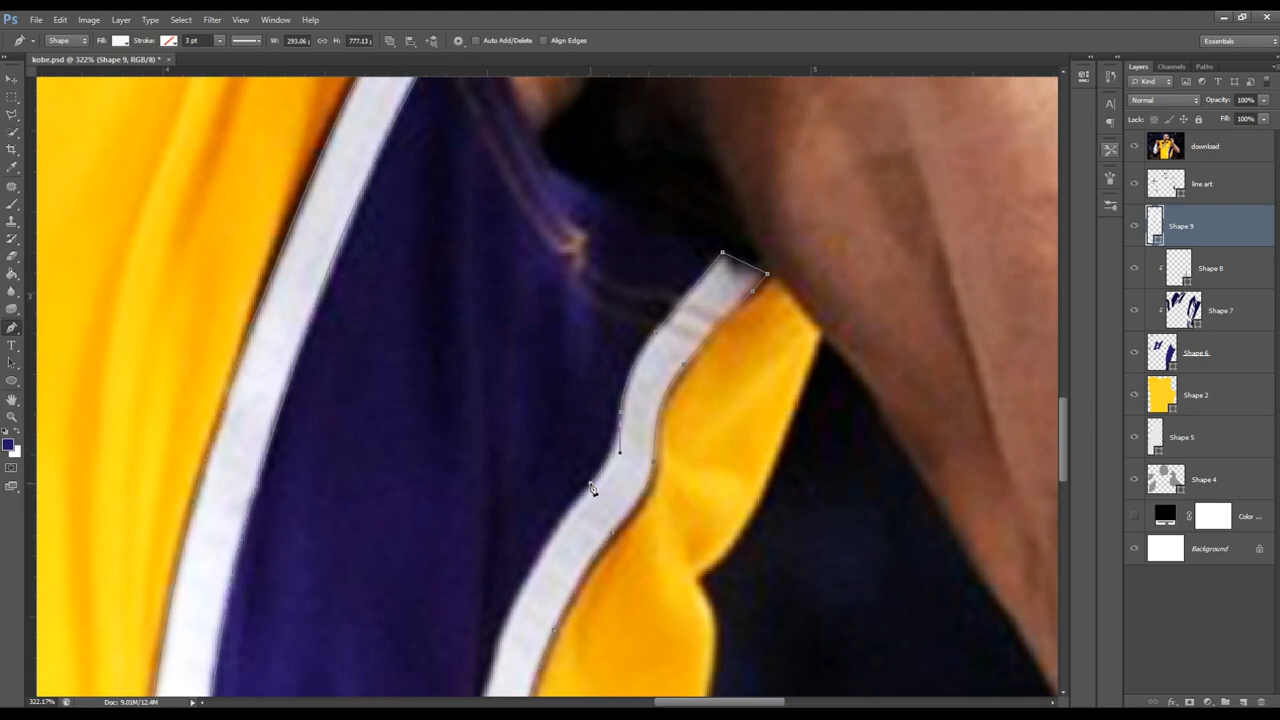 Ps File Edit Image Layer Type Select Filter View Window Help
Shape Fill: Stroke: 3 pt W: 293.06 H: 777.13 Auto Add/Delete Align Edges Essentials
kobe.psd @ 322% (Shape 9, RGB/8) * ×
4 5
Layers Channels Paths
Kind
Normal Opacity: 100%
Lock: Fill: 100%
download
line art
Shape 9
Shape 8
Shape 7
Shape 6
Shape 2
Shape 5
Shape 4
Color ...
Background
322.17% Doc: 9.01M/12.4M